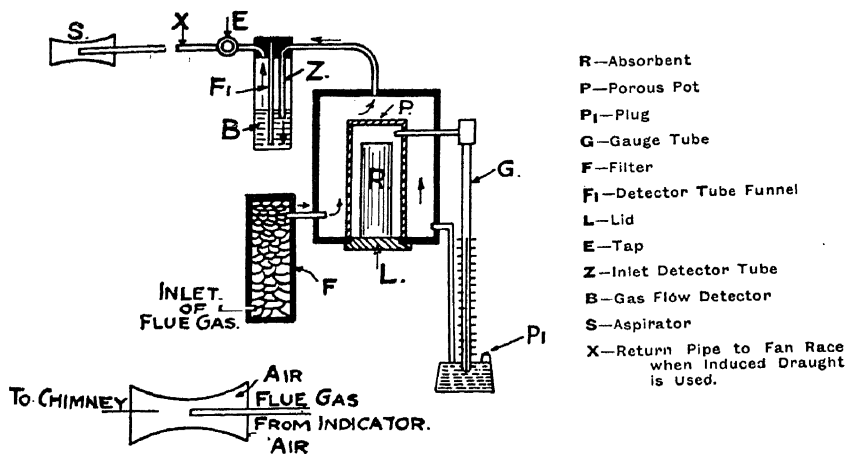 S.
X
E
F1
Z.
B
P.
R
G.
L.
F
INLET
OF
FLUE GAS.
P1
TO CHIMNEY
AIR
FLUE GAS
FROM INDICATOR.
AIR
R—Absorbent
P—Porous Pot
P1—Plug
G—Gauge Tube
F—Filter
F1—Detector Tube Funnel
L—Lid
E—Tap
Z—Inlet Detector Tube
B—Gas Flow Detector
S—Aspirator
X—Return Pipe to Fan Race
when Induced Draught
is Used.